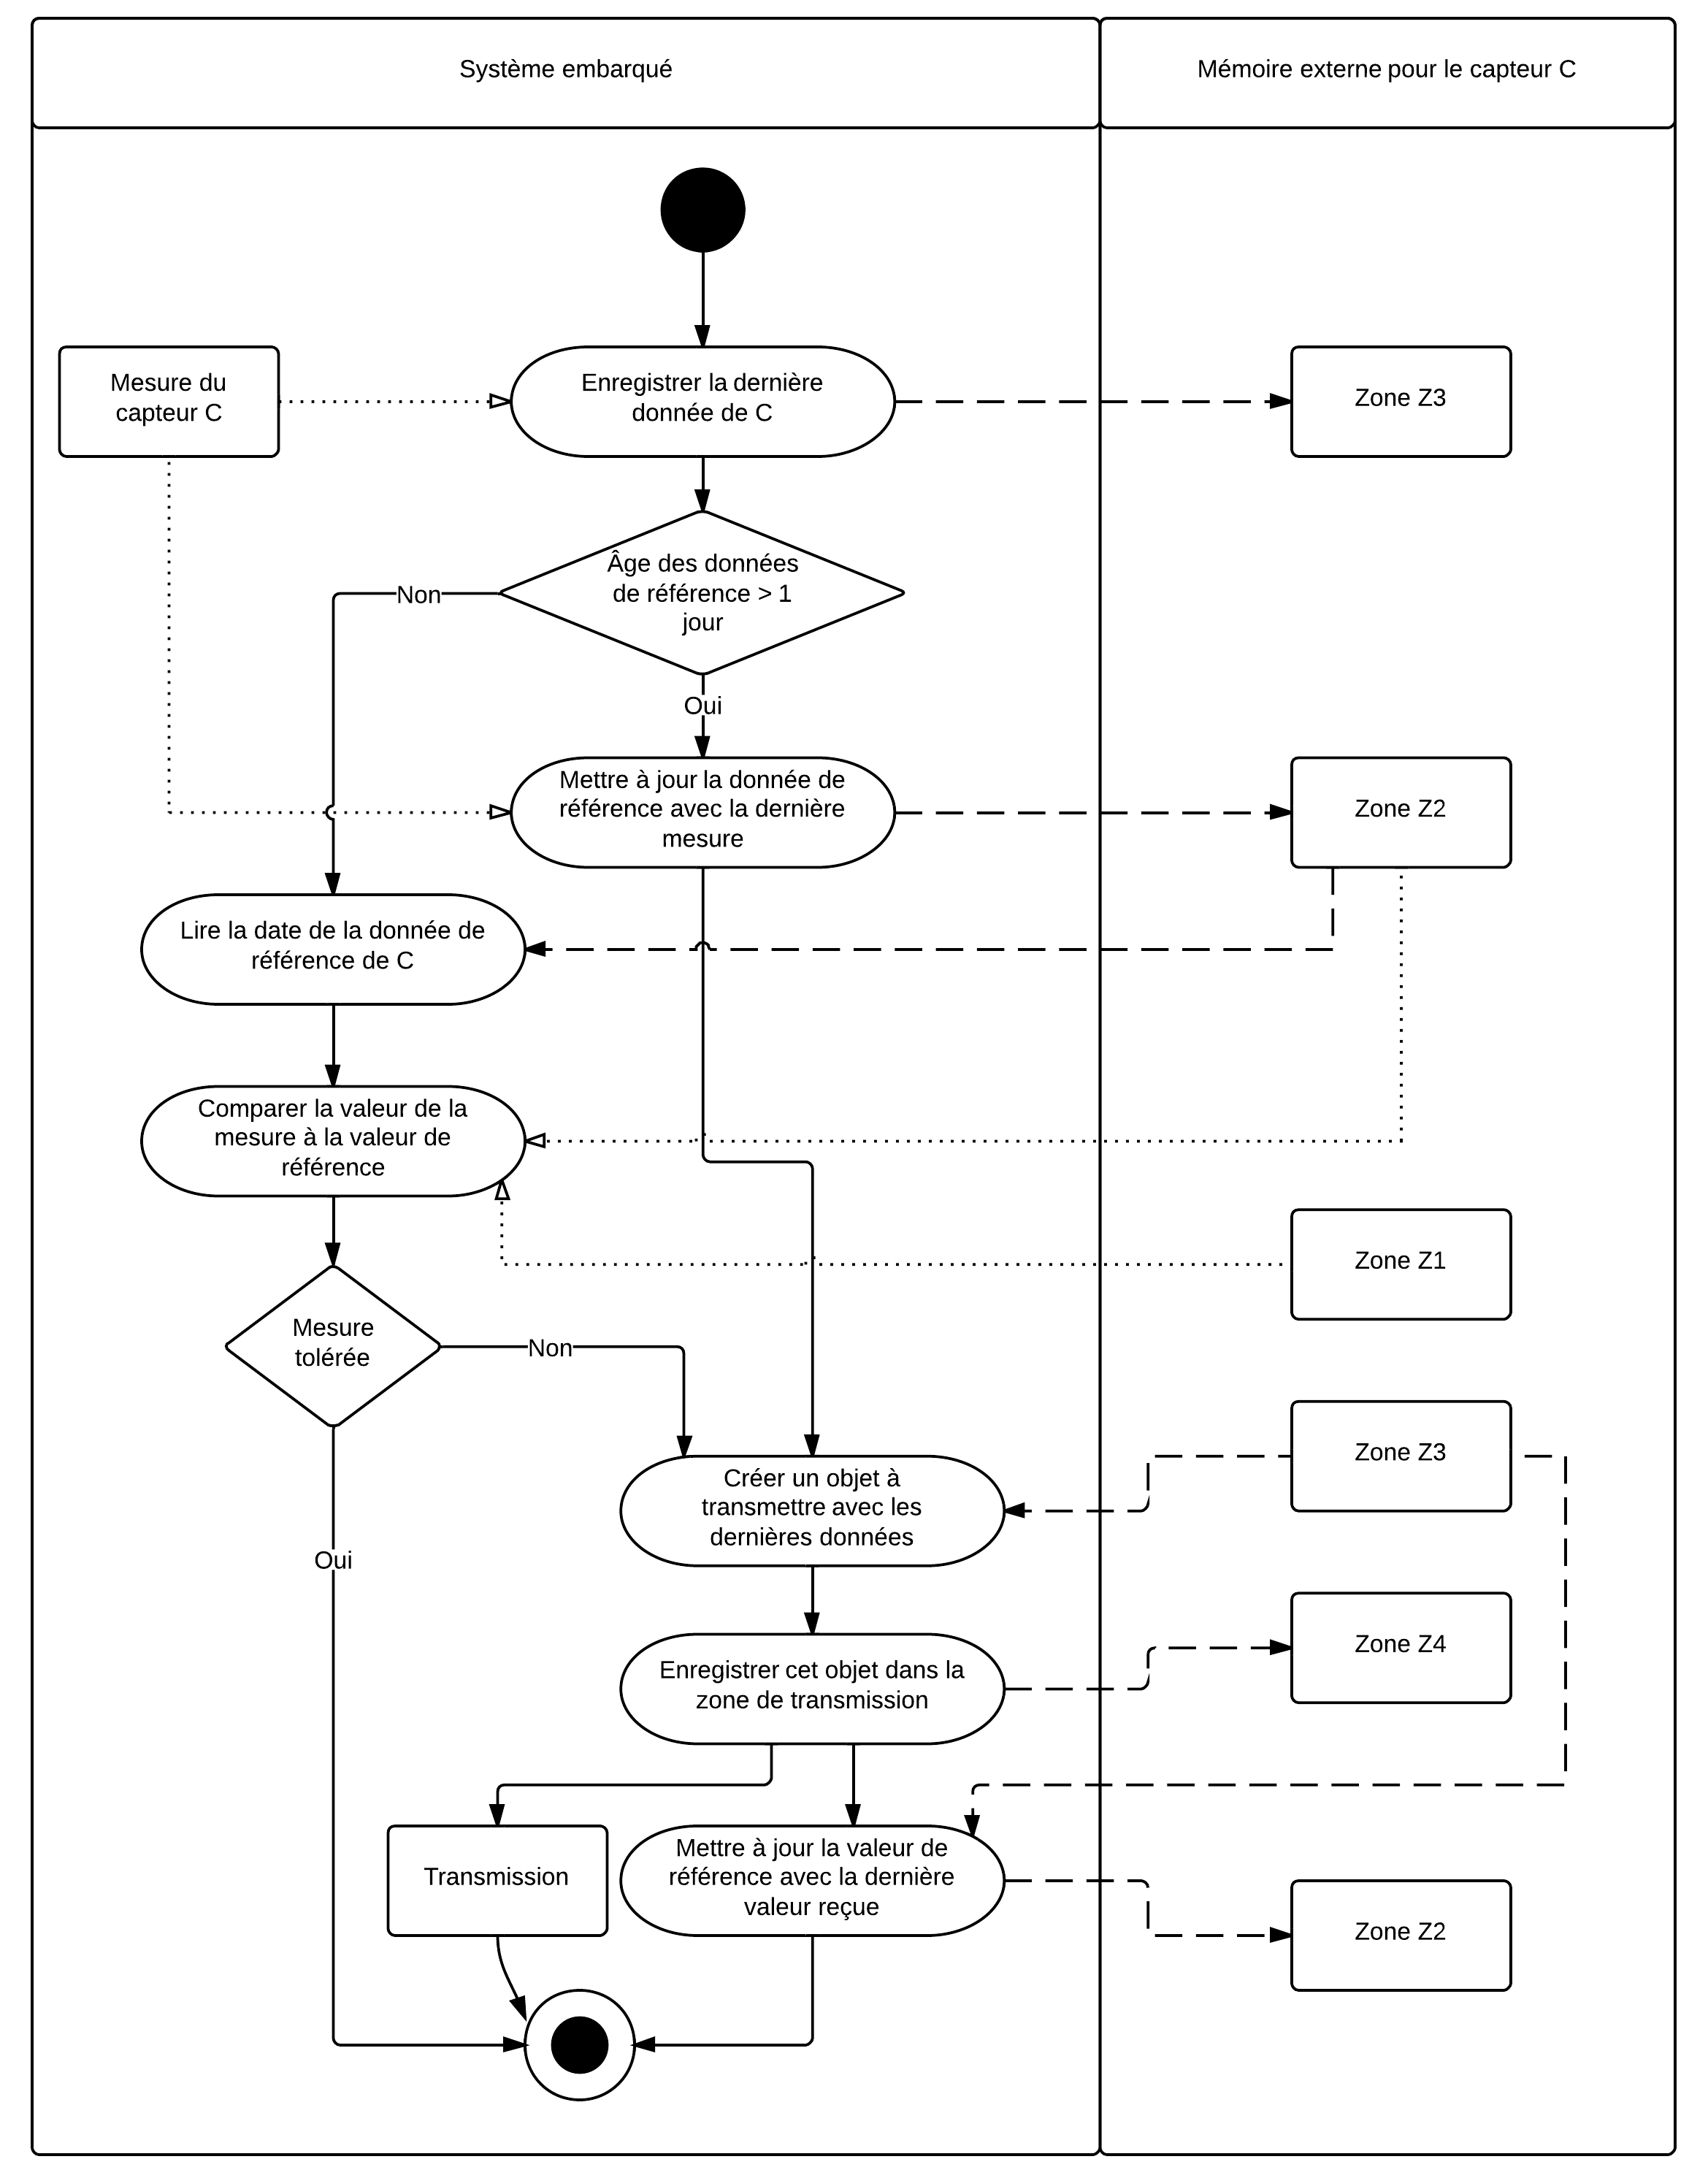 Système embarqué
Mémoire externe pour le capteur C
Mesure du
capteur C
Enregistrer la dernière
donnée de C
Zone Z3
Âge des données
de référence > 1
jour
Non
Oui
Mettre à jour la donnée de
référence avec la dernière
mesure
Zone Z2
Lire la date de la donnée de
référence de C
Comparer la valeur de la
mesure à la valeur de
référence
Zone Z1
Mesure
tolérée
Non
Oui
Créer un objet à
transmettre avec les
dernières données
Zone Z3
Enregistrer cet objet dans la
zone de transmission
Zone Z4
Transmission
Mettre à jour la valeur de
référence avec la dernière
valeur reçue
Zone Z2